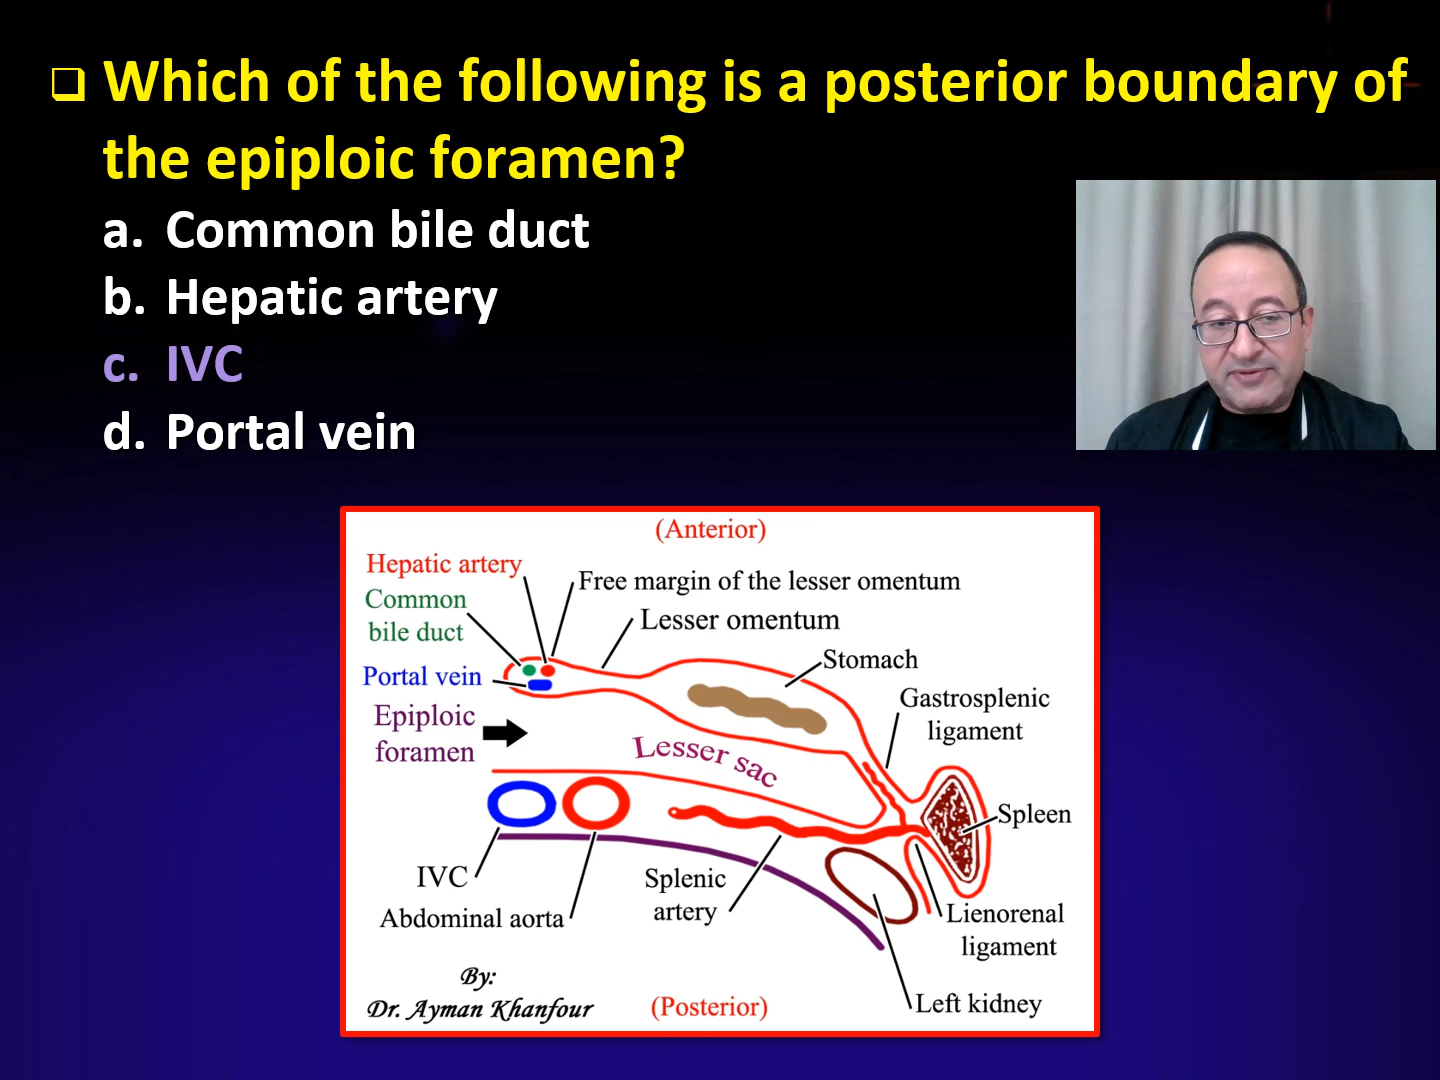 Which of the following is a posterior boundary of
the epiploic foramen?
a. Common bile duct
b. Hepatic artery
c. IVC
d. Portal vein
(Anterior)
Hepatic artery
Free margin of the lesser omentum
Common
bile duct
Lesser omentum
Stomach
Portal vein
Gastrosplenic
ligament
Epiploic
foramen
Lesser sac
Spleen
IVC
Splenic
artery
Abdominal aorta
Lienorenal
ligament
By:
Dr. Ayman Khanfour
(Posterior)
Left kidney